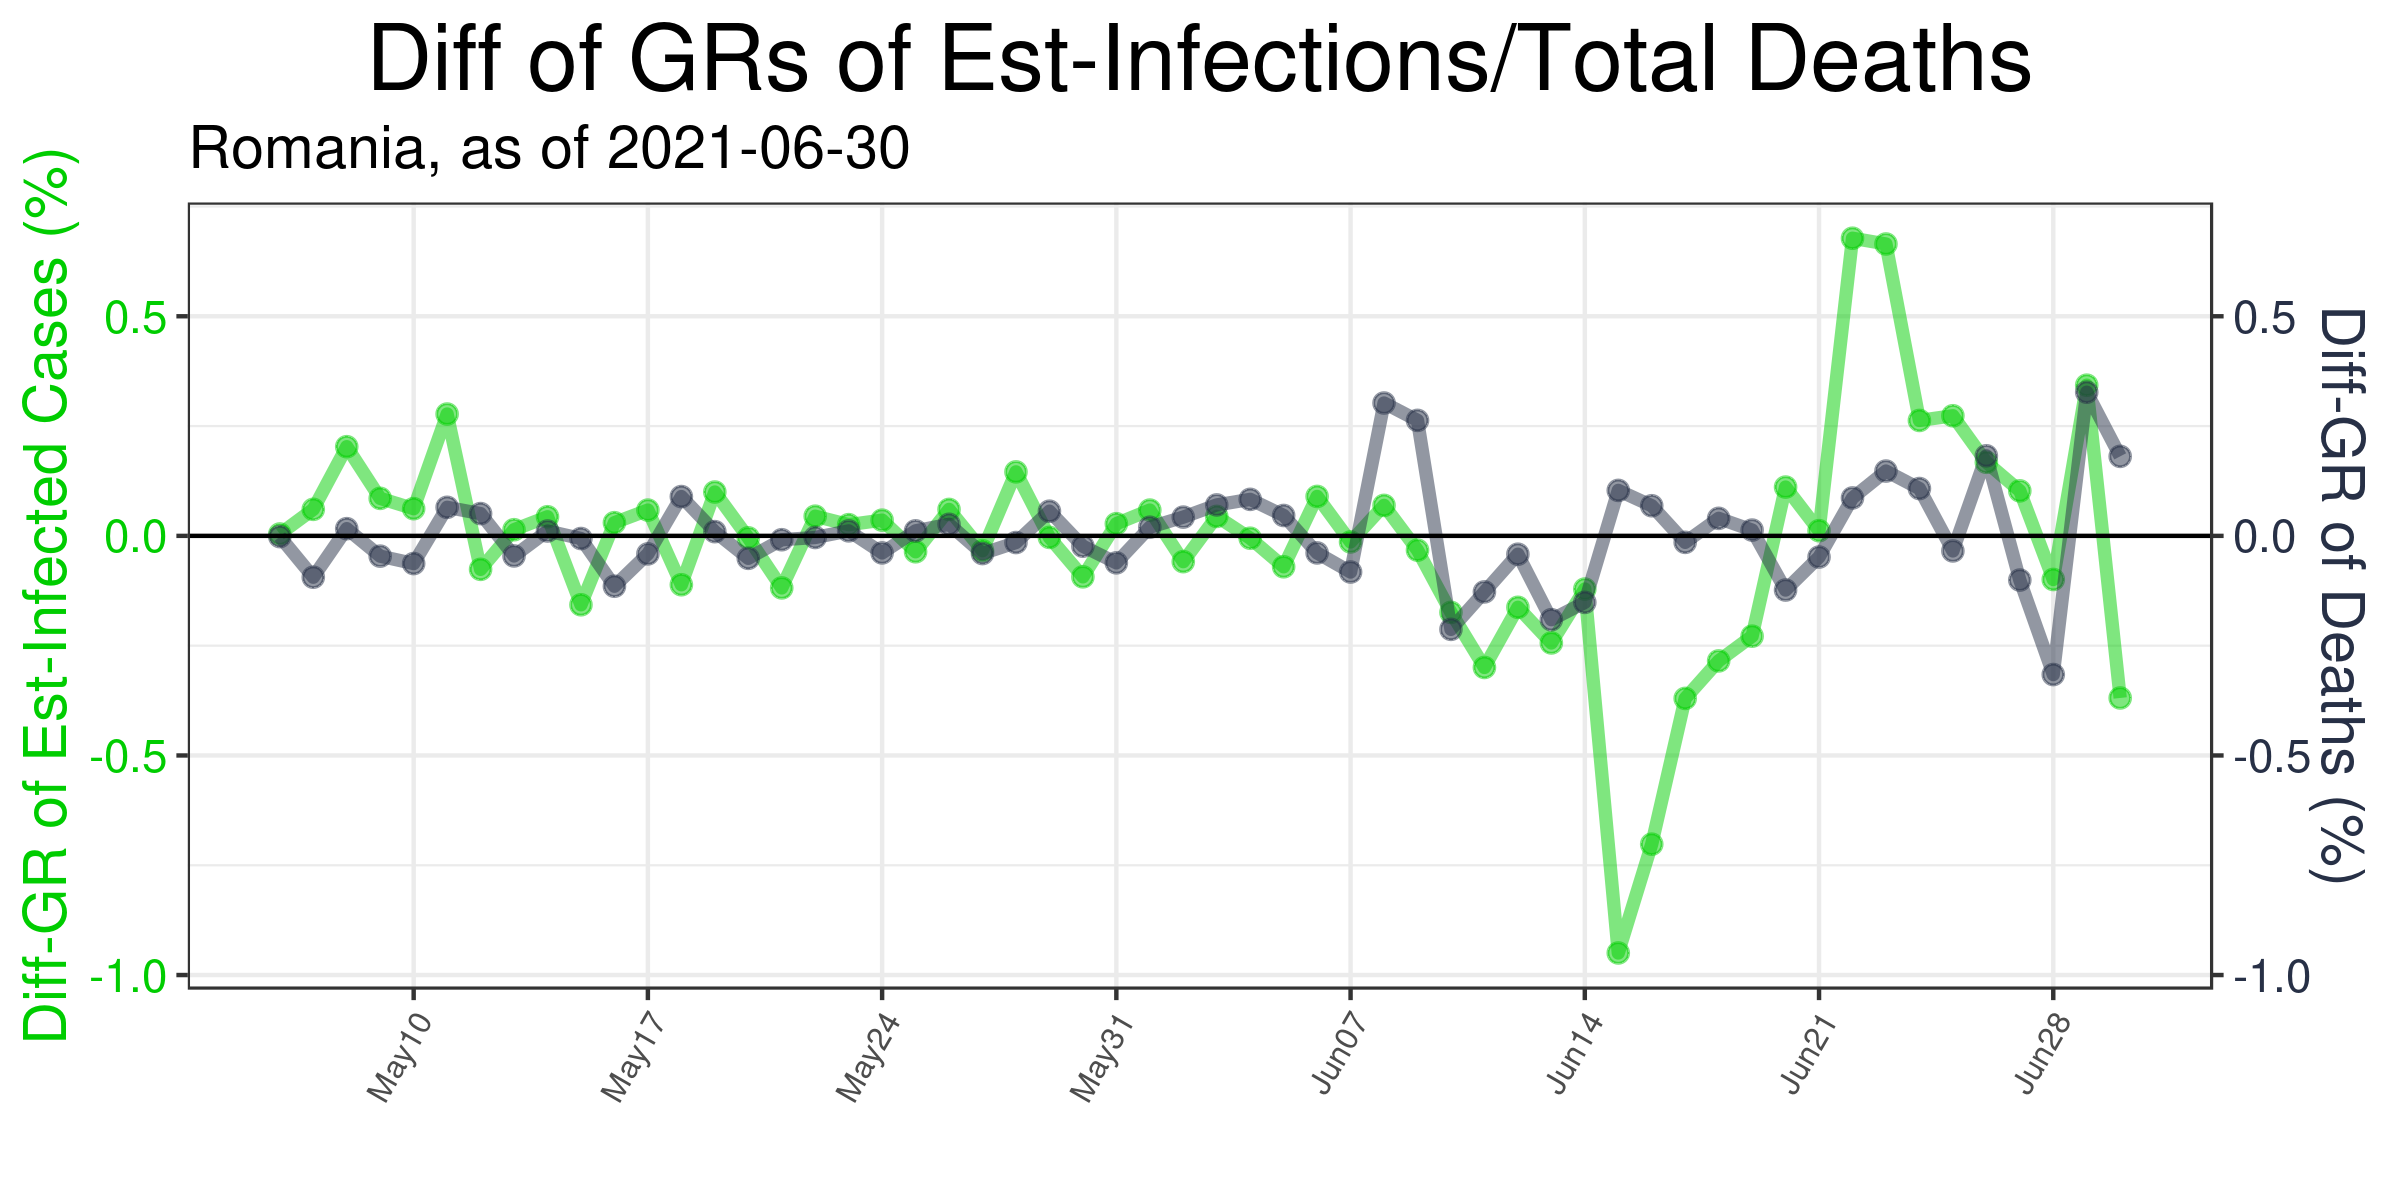 Diff of GRs of Est-Infections/Total Deaths
Romania, as of 2021-06-30
Diff-GR of Est-Infected Cases (%)
0.5
0.0
-0.5
-1.0
0.5
0.0
-0.5
-1.0
Diff-GR of Deaths (%)
May10
May17
May24
May31
Jun07
Jun14
Jun21
Jun28